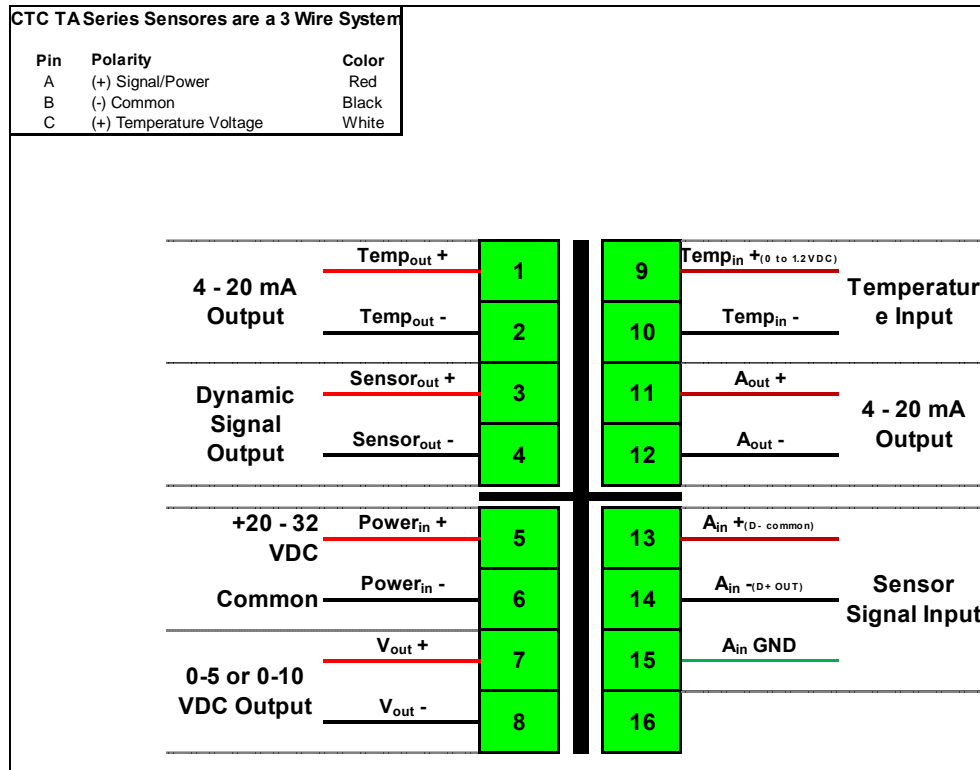 CTC TA Series Sensores are a 3 Wire System
Pin Polarity Color
A (+) Signal/Power Red
B (-) Common Black
C (+) Temperature Voltage White
4 - 20 mA
Output
Tempout +
Tempout -
1
2
9
10
Tempin +(0 to 1.2VDC)
Tempin -
Temperatur
e Input
Dynamic
Signal
Output
Sensorout +
Sensorout -
3
4
11
12
Aout +
Aout -
4 - 20 mA
Output
+20 - 32
VDC
Common
Powerin +
Powerin -
5
6
13
14
15
16
Ain +(D- common)
Ain -(D+ OUT)
Ain GND
Sensor
Signal Input
0-5 or 0-10
VDC Output
Vout +
Vout -
7
8